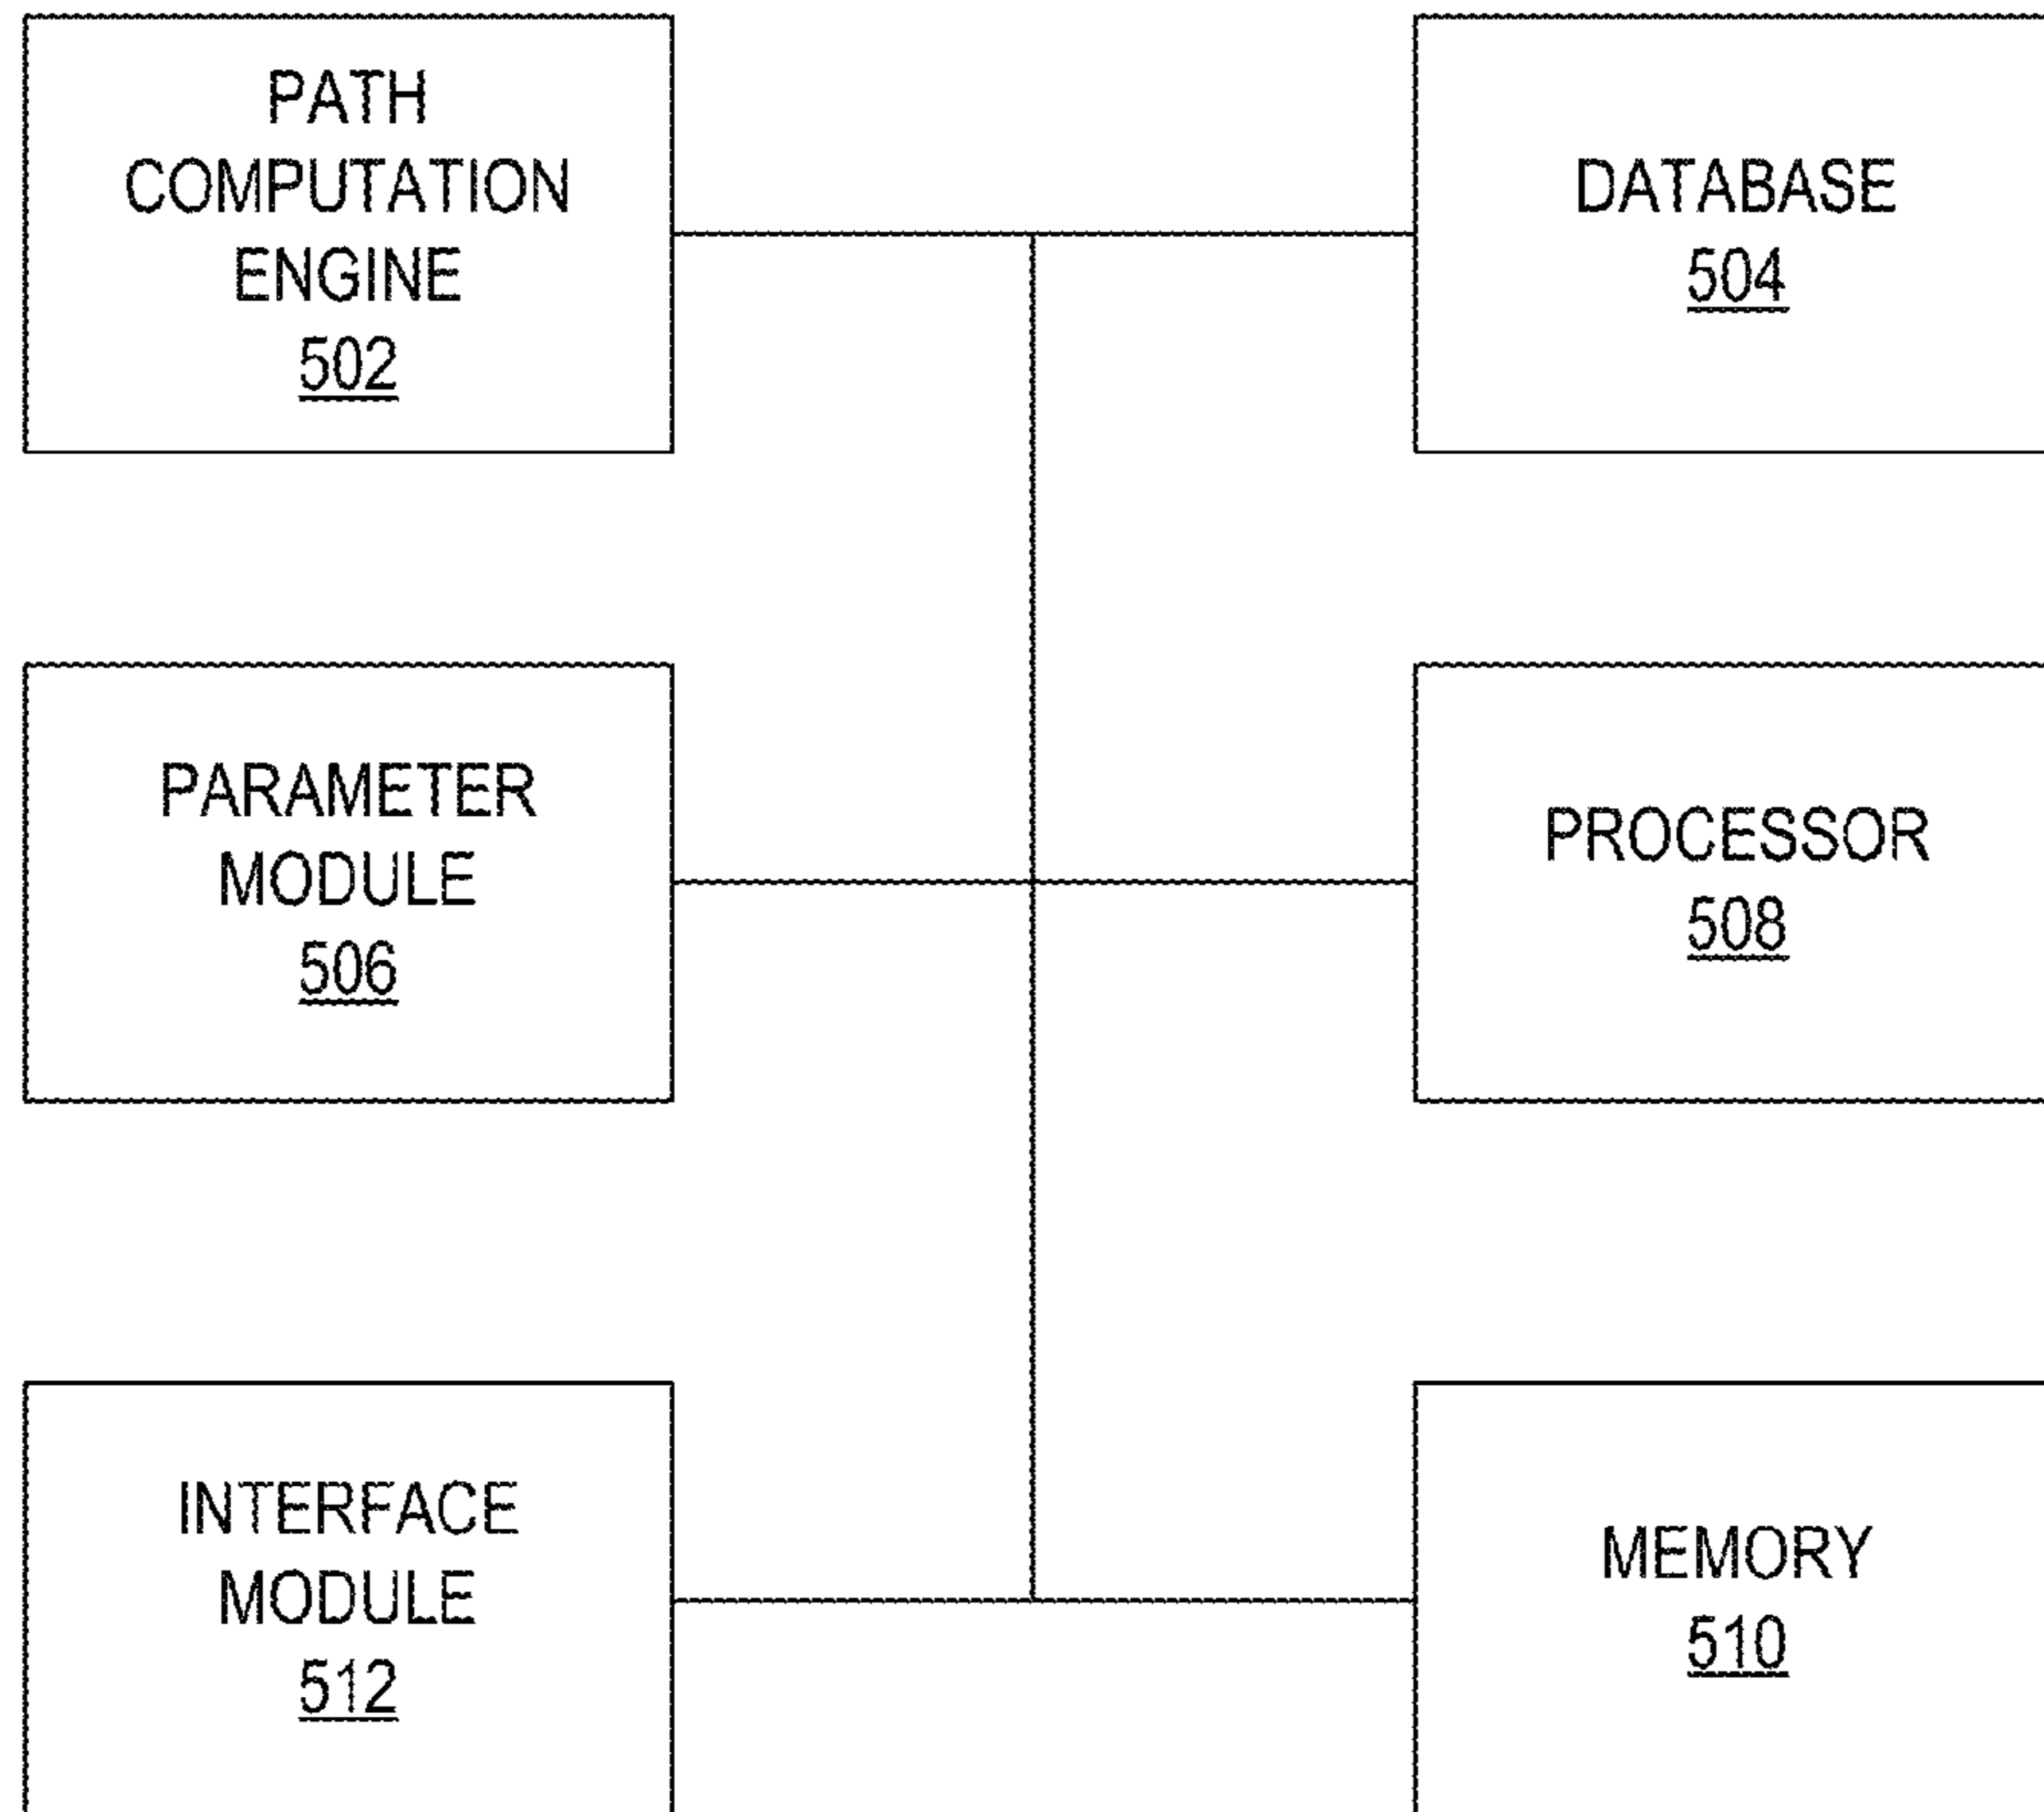 PATH
COMPUTATION
ENGINE
502
DATABASE
504
PARAMETER
MODULE
506
PROCESSOR
508
INTERFACE
MODULE
512
MEMORY
510